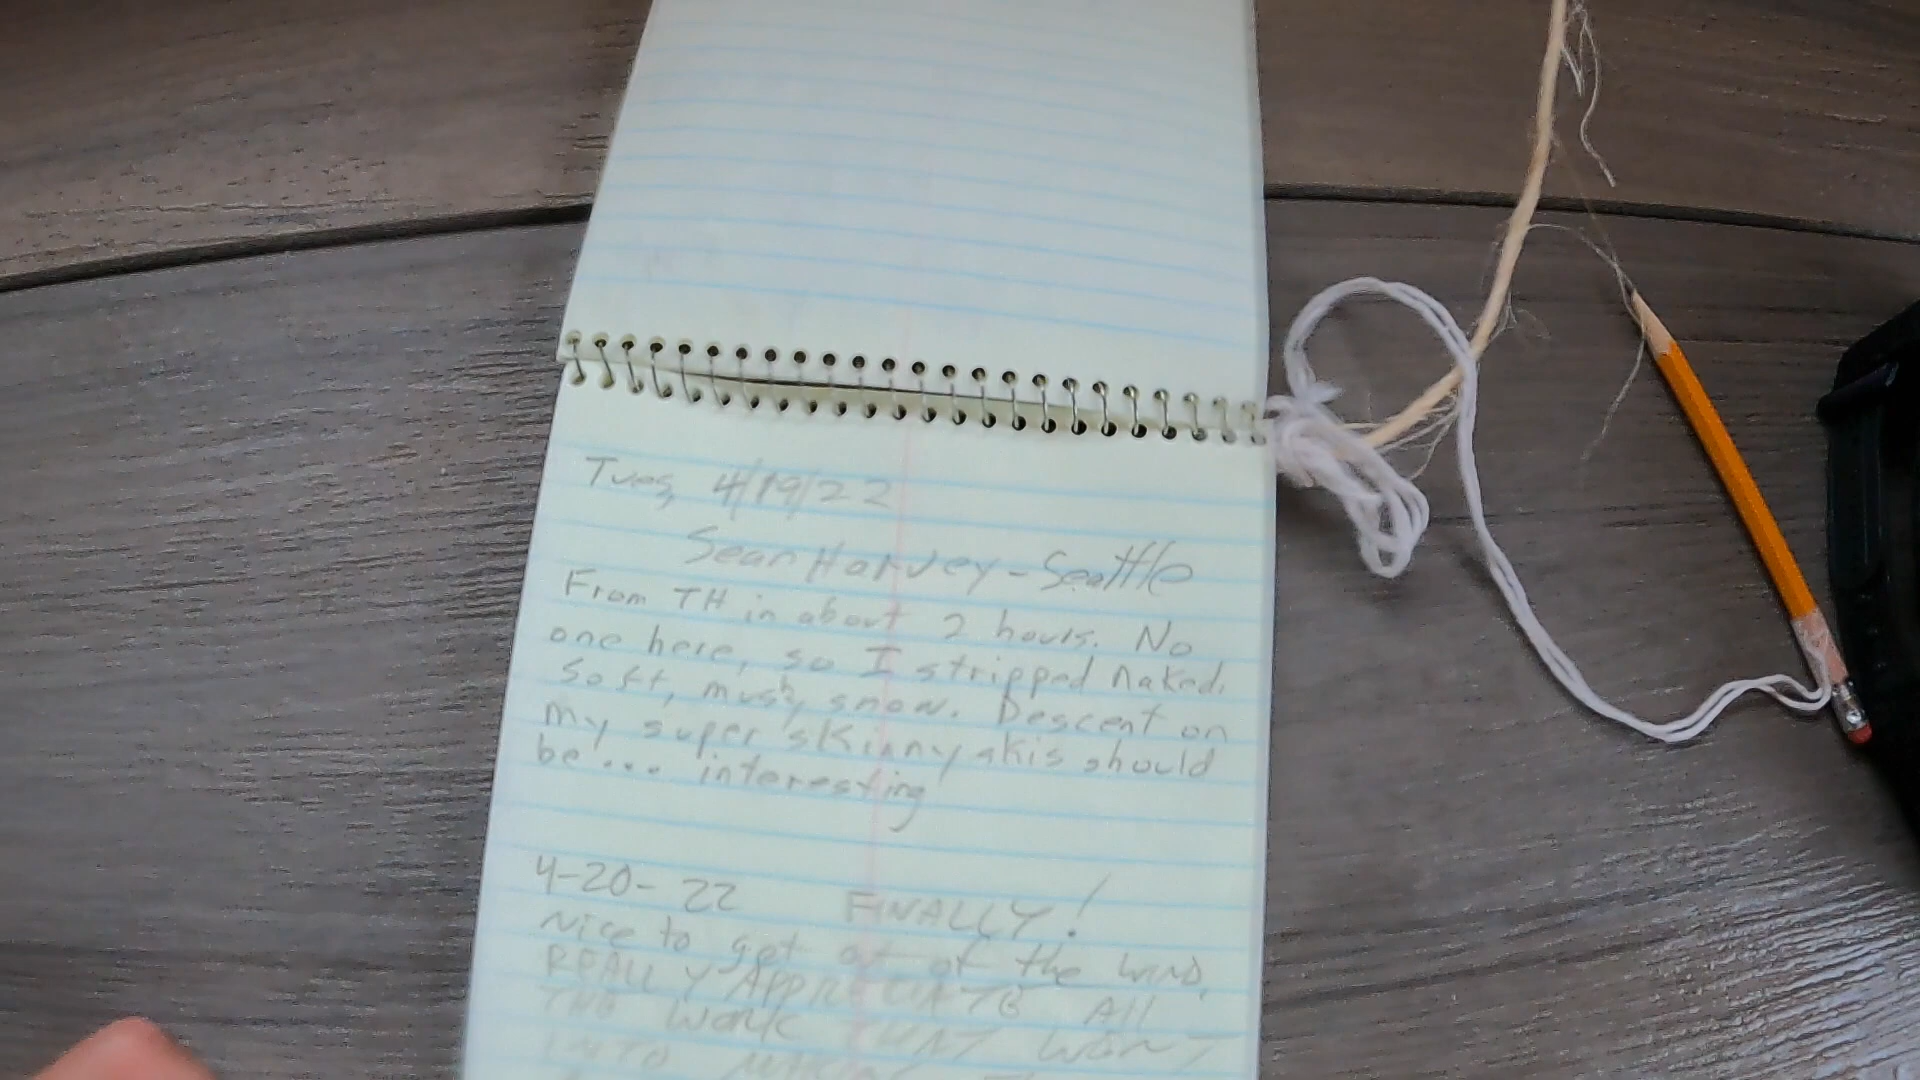 Tues, 4/19/22
Sean Harvey - Seattle
From TH in about 2 hours. No
one here, so I stripped naked.
Soft, mushy snow. Descent on
my super skinny skis should
be... interesting
4-20-22 FINALLY!
Nice to get out of the WIND.
REALLY APPRECIATE All
THE WORK THAT WENT
INTO